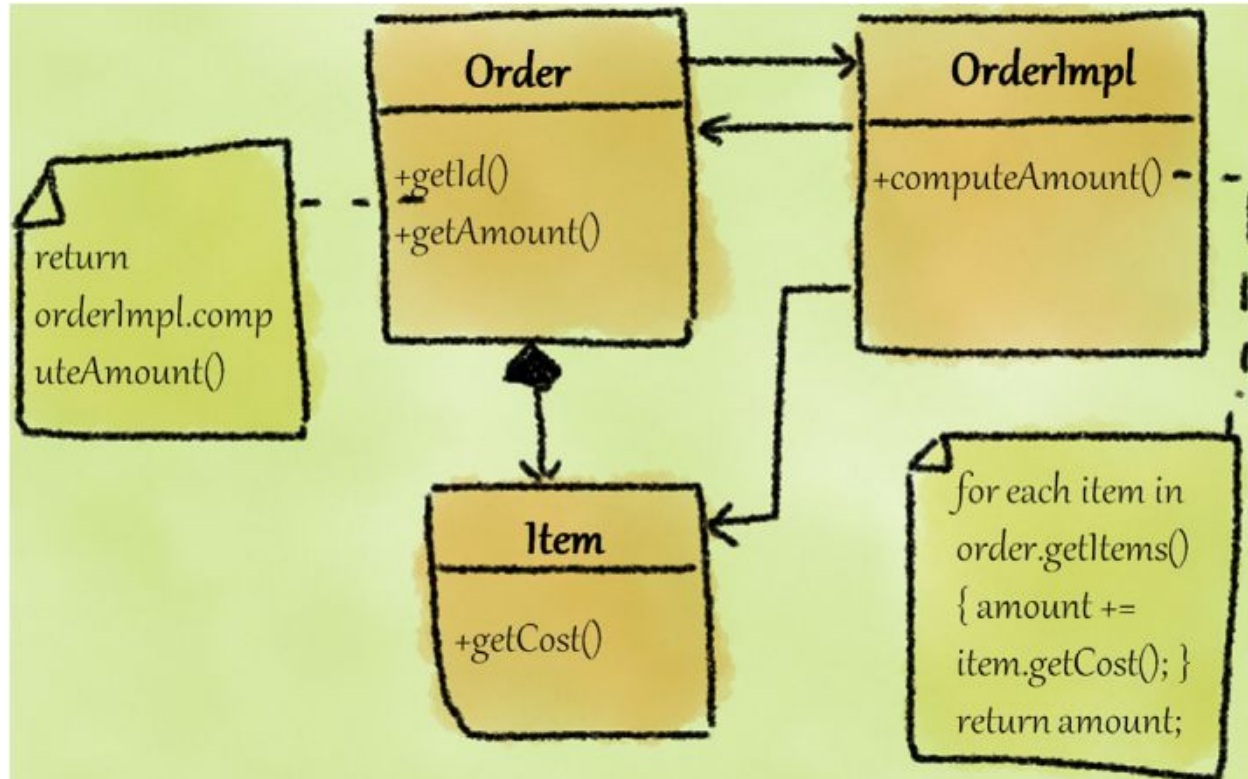 Order
+getId()
+getAmount()
OrderImpl
+computeAmount()
return
orderImpl.comp
uteAmount()
Item
+getCost()
for each item in
order.getItems()
{ amount +=
item.getCost(); }
return amount;